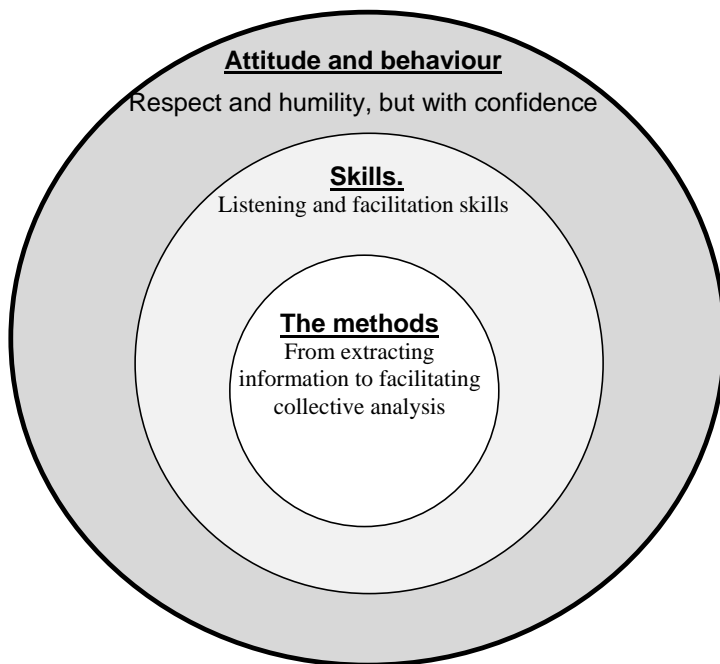 Attitude and behaviour
Respect and humility, but with confidence
Skills.
Listening and facilitation skills
The methods
From extracting
information to facilitating
collective analysis